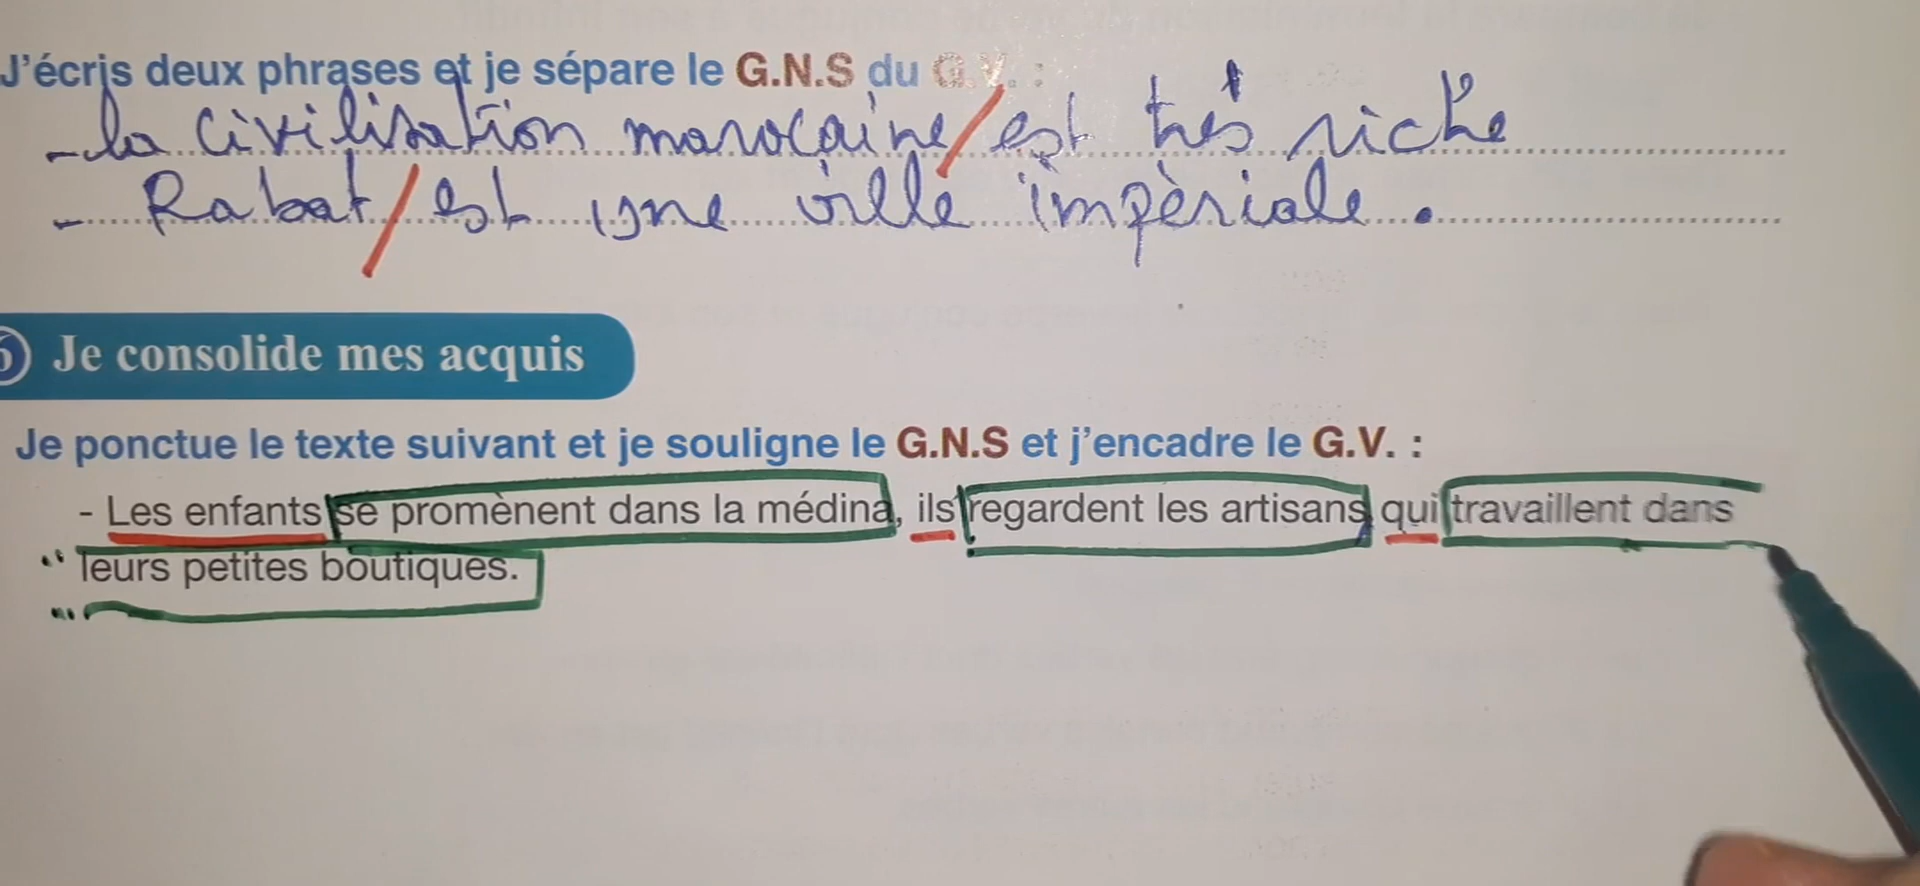 J'écris deux phrases et je sépare le G.N.S du G.V. :
- la civilisation marocaine / est très riche
- Rabat / est une ville impèriale.
6 Je consolide mes acquis
Je ponctue le texte suivant et je souligne le G.N.S et j'encadre le G.V. :
- Les enfants se promènent dans la médina, ils regardent les artisans qui travaillent dans
leurs petites boutiques.